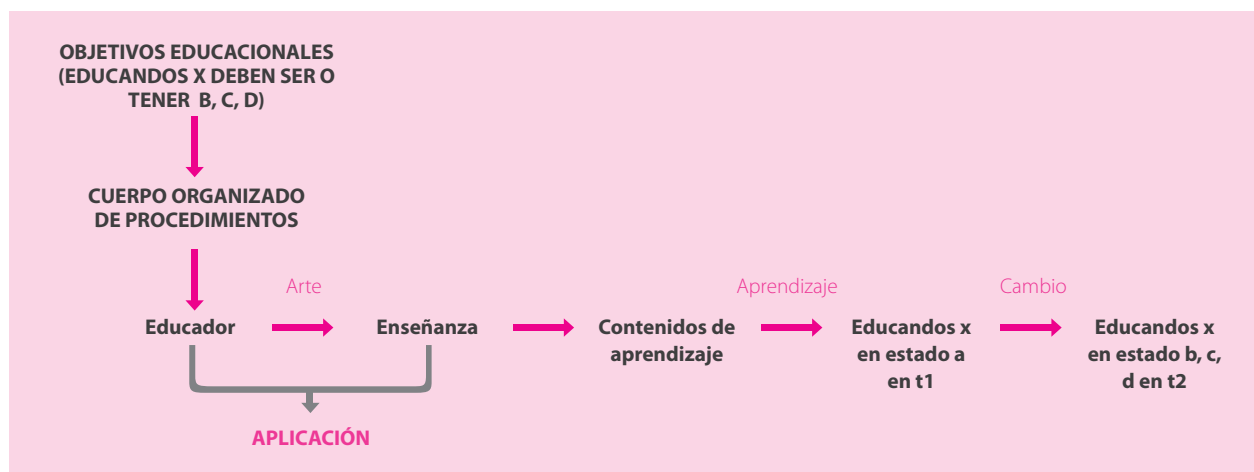 OBJETIVOS EDUCACIONALES
(EDUCANDOS X DEBEN SER O
TENER B, C, D)
CUERPO ORGANIZADO
DE PROCEDIMIENTOS
Arte
Aprendizaje
Cambio
Educador
Enseñanza
Contenidos de
aprendizaje
Educandos x
en estado a
en t1
Educandos x
en estado b, c,
d en t2
APLICACIÓN